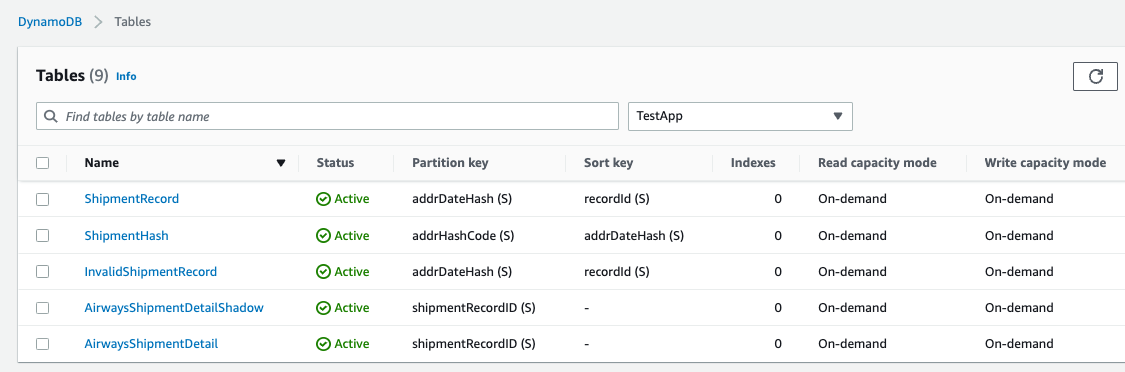 DynamoDB > Tables
Tables (9) Info
Find tables by table name TestApp
Name Status Partition key Sort key Indexes Read capacity mode Write capacity mode
ShipmentRecord Active addrDateHash (S) recordId (S) 0 On-demand On-demand
ShipmentHash Active addrHashCode (S) addrDateHash (S) 0 On-demand On-demand
InvalidShipmentRecord Active addrDateHash (S) recordId (S) 0 On-demand On-demand
AirwaysShipmentDetailShadow Active shipmentRecordID (S) - 0 On-demand On-demand
AirwaysShipmentDetail Active shipmentRecordID (S) - 0 On-demand On-demand